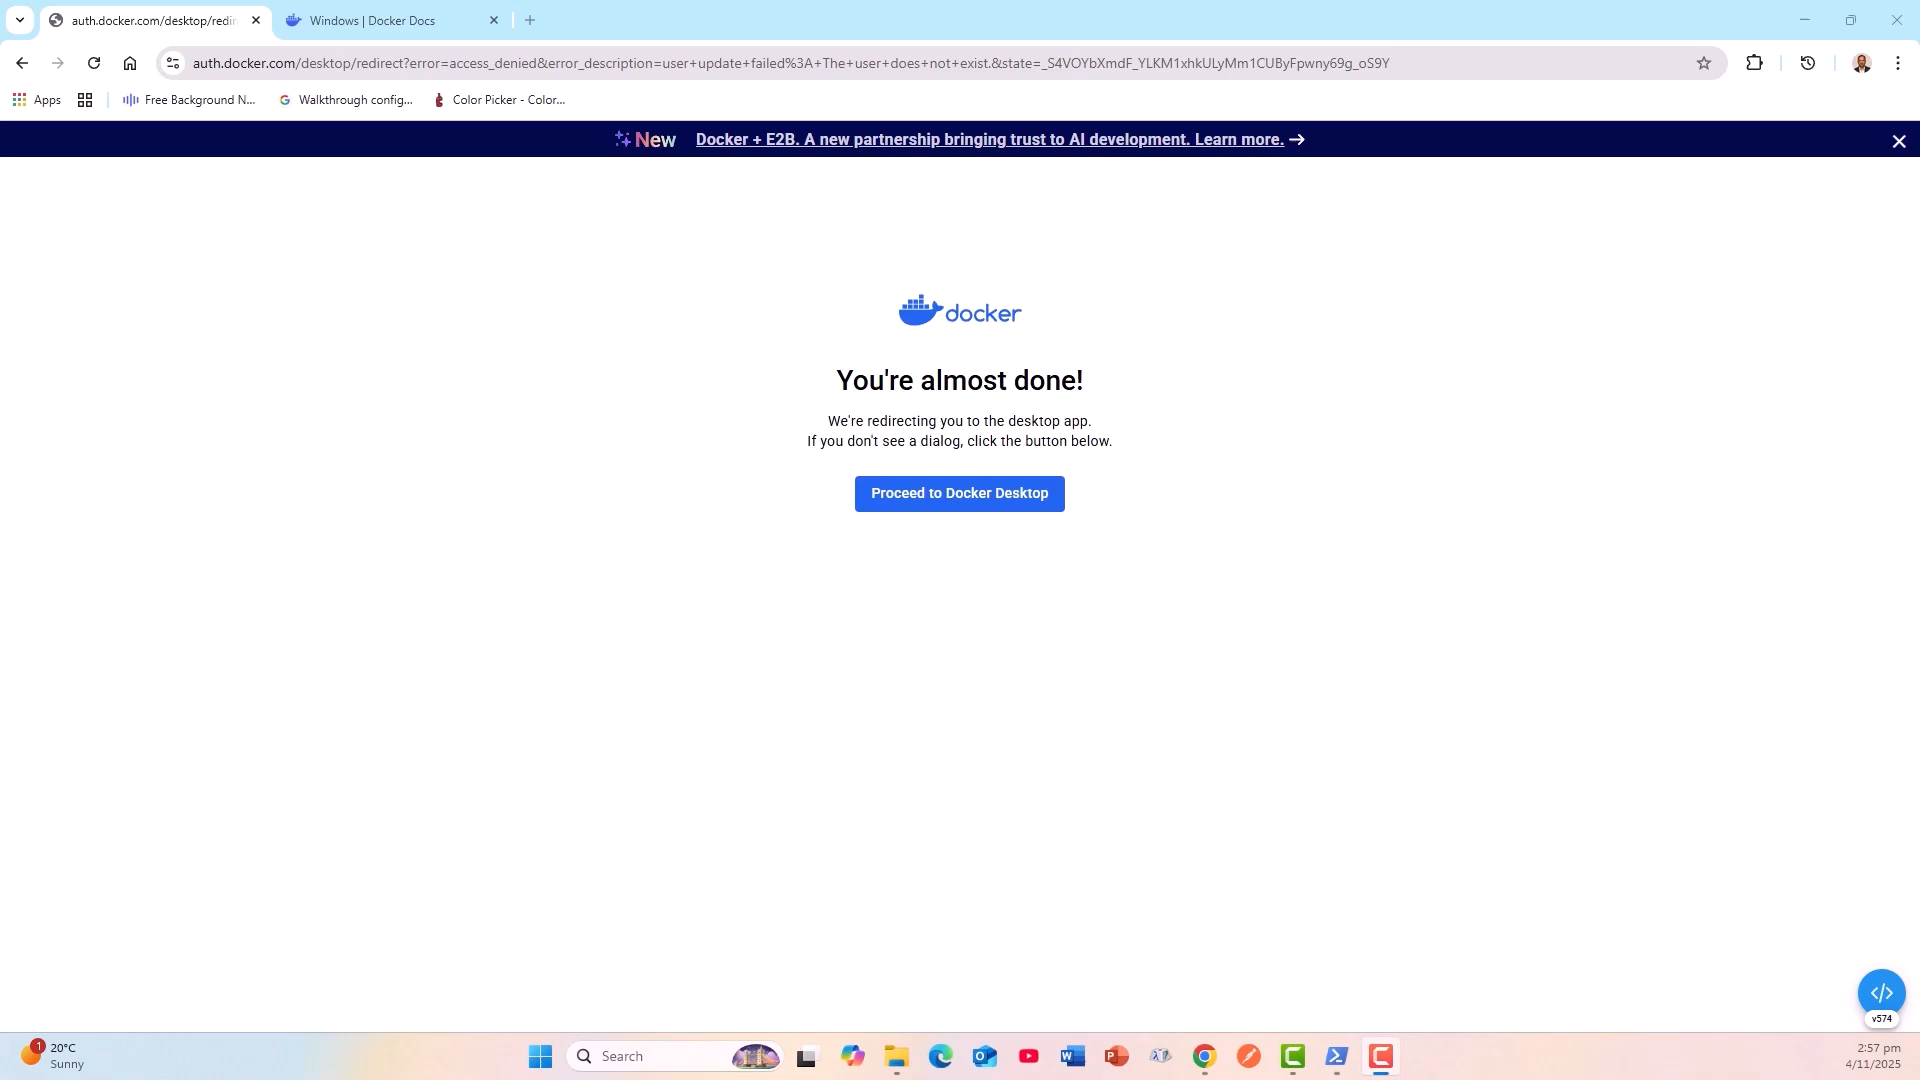 auth.docker.com/desktop/redir
Windows | Docker Docs
auth.docker.com/desktop/redirect?error=access_denied&error_description=user+update+failed%3A+The+user+does+not+exist.&state=_S4VOYbXmdF_YLKM1xhkULyMm1CUByFpwny69g_oS9Y
Apps
Free Background N...
Walkthrough config...
Color Picker - Color...
New Docker + E2B. A new partnership bringing trust to AI development. Learn more. →
docker
You're almost done!
We're redirecting you to the desktop app.
If you don't see a dialog, click the button below.
Proceed to Docker Desktop
v574
1
20°C
Sunny
Search
2:57 pm
4/11/2025